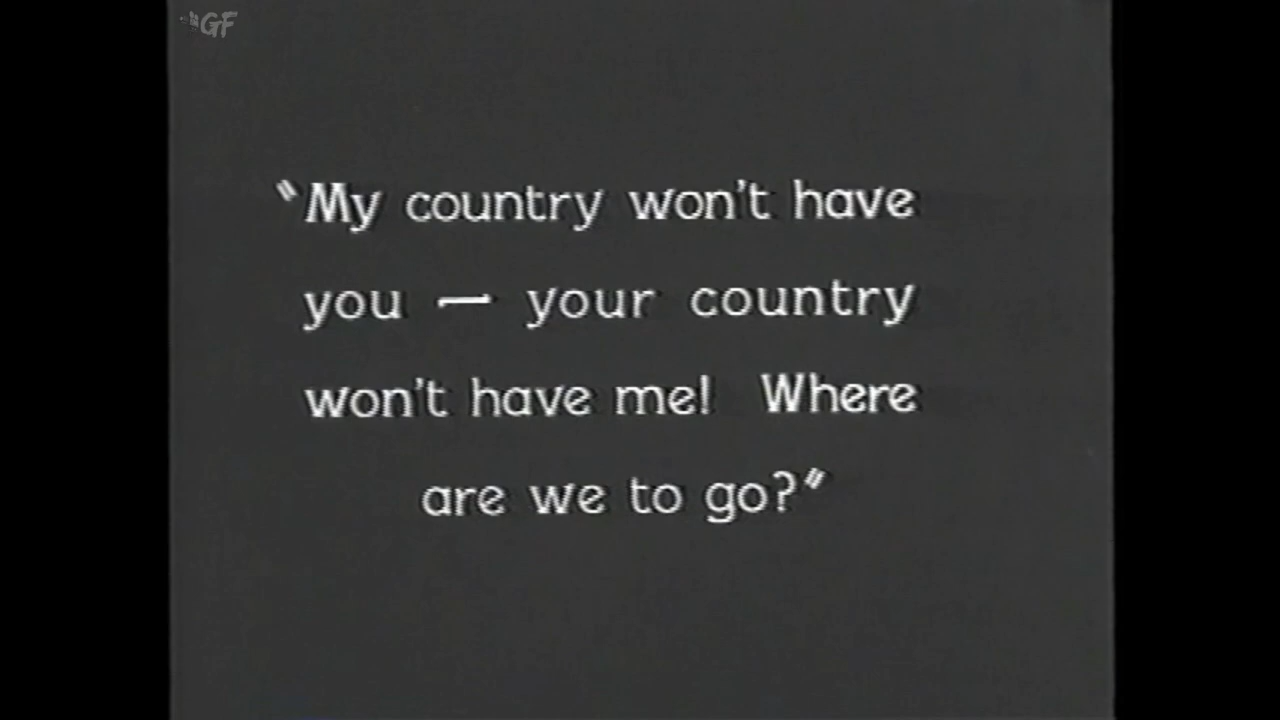 GF
"My country won't have
you — your country
won't have me! Where
are we to go?"